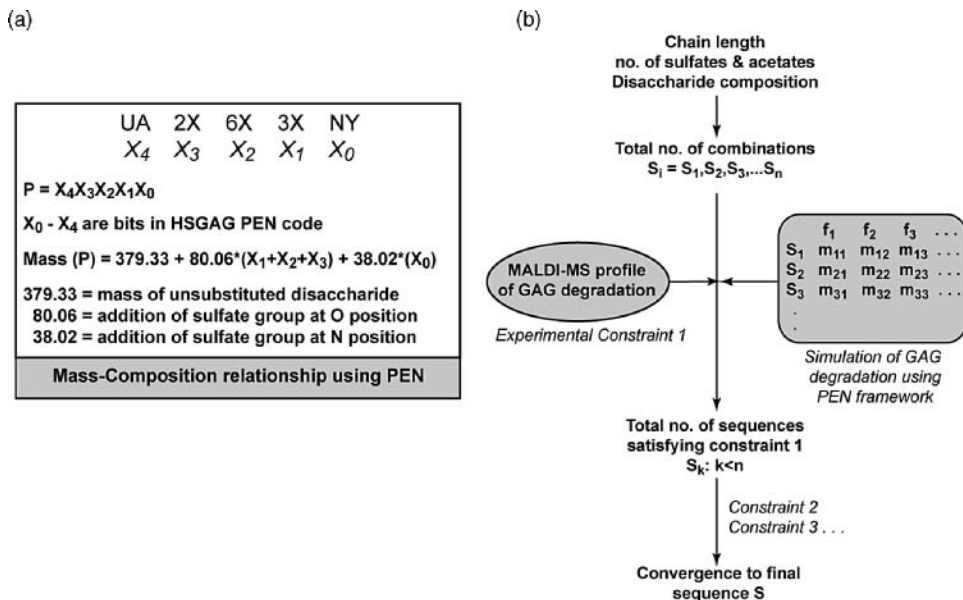 (a)
UA 2X 6X 3X NY
X₄ X₃ X₂ X₁ X₀
P = X₄X₃X₂X₁X₀
X₀ - X₄ are bits in HSGAG PEN code
Mass (P) = 379.33 + 80.06*(X₁+X₂+X₃) + 38.02*(X₀)
379.33 = mass of unsubstituted disaccharide
80.06 = addition of sulfate group at O position
38.02 = addition of sulfate group at N position
Mass-Composition relationship using PEN
(b)
Chain length
no. of sulfates & acetates
Disaccharide composition
Total no. of combinations
Sᵢ = S₁,S₂,S₃,...Sₙ
MALDI-MS profile
of GAG degradation
Experimental Constraint 1
f₁ f₂ f₃ . . .
S₁ m₁₁ m₁₂ m₁₃ . . .
S₂ m₂₁ m₂₂ m₂₃ . . .
S₃ m₃₁ m₃₂ m₃₃ . . .
.
.
Simulation of GAG
degradation using
PEN framework
Total no. of sequences
satisfying constraint 1
Sₖ: k<n
Constraint 2
Constraint 3 . . .
Convergence to final
sequence S